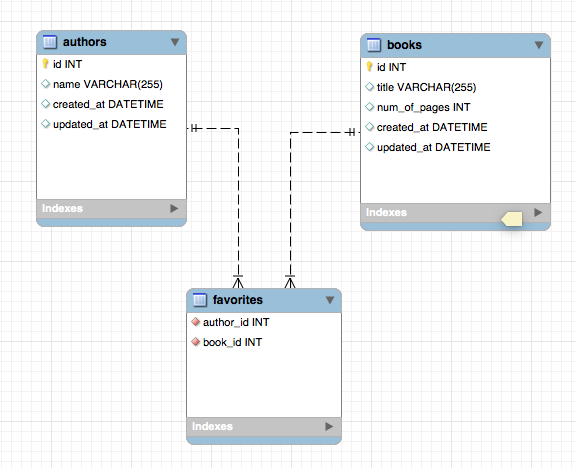 authors
id INT
name VARCHAR(255)
created_at DATETIME
updated_at DATETIME
Indexes
books
id INT
title VARCHAR(255)
num_of_pages INT
created_at DATETIME
updated_at DATETIME
Indexes
favorites
author_id INT
book_id INT
Indexes